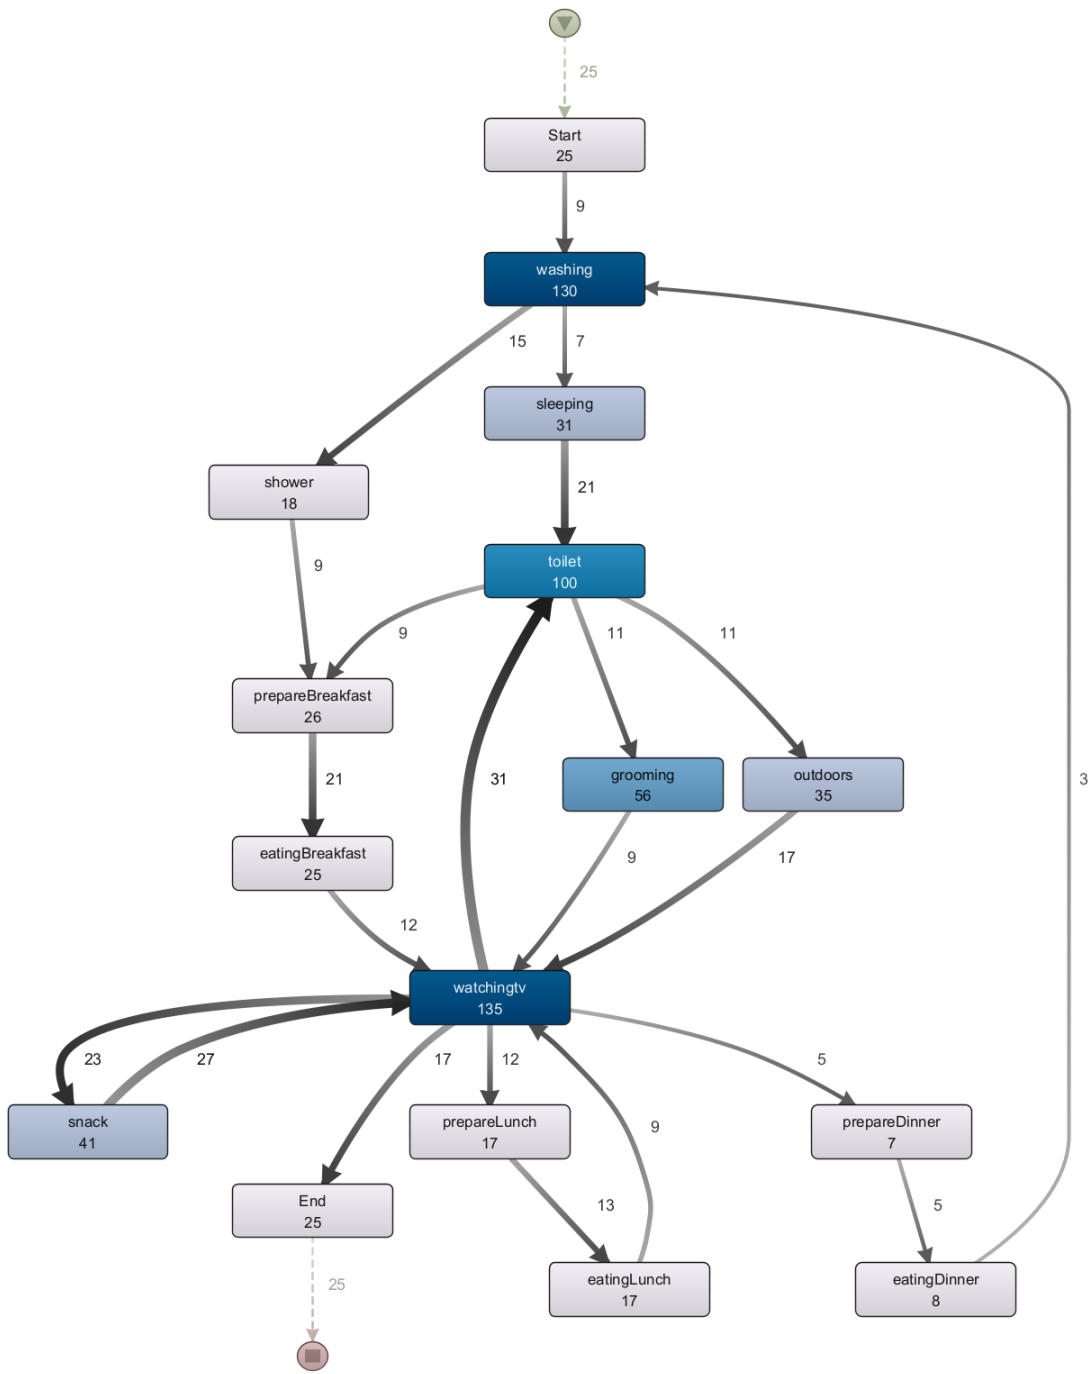 25
Start
25
9
washing
130
15
7
sleeping
31
shower
18
21
9
toilet
100
9
11
11
prepareBreakfast
26
21
31
grooming
56
outdoors
35
3
eatingBreakfast
25
9
17
12
watchingtv
135
23
27
17
12
5
snack
41
prepareLunch
17
9
prepareDinner
7
End
25
13
5
25
eatingLunch
17
eatingDinner
8